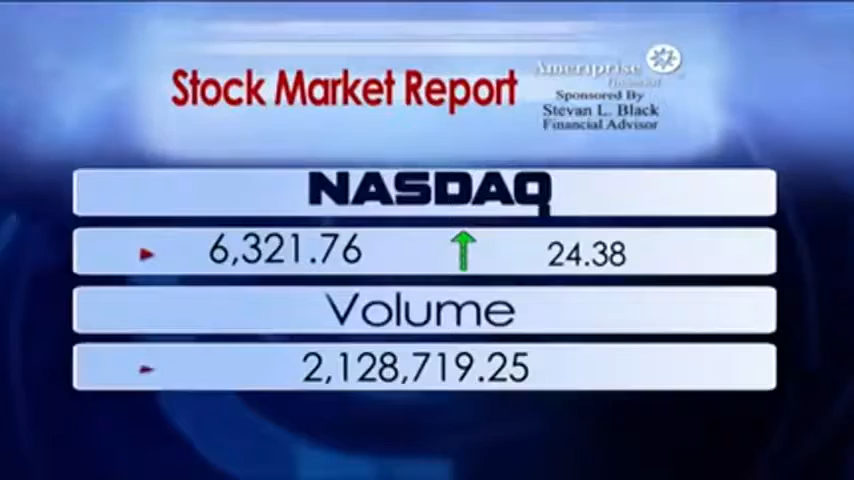 Stock Market Report
Ameriprise
Financial
Sponsored By
Stevan L. Black
Financial Advisor
NASDAQ
6,321.76 24.38
Volume
2,128,719.25